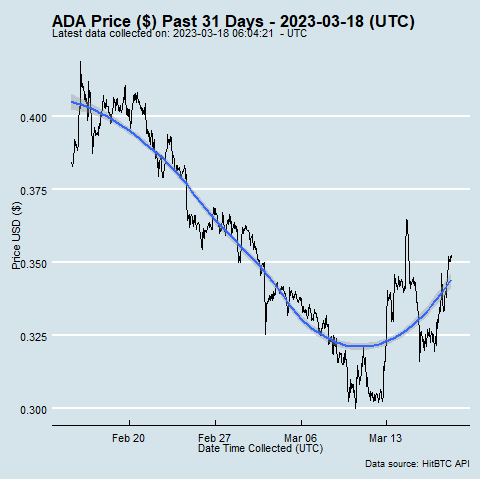 ADA Price ($) Past 31 Days - 2023-03-18 (UTC)
Latest data collected on: 2023-03-18 06:04:21 - UTC
Price USD ($)
0.400
0.375
0.350
0.325
0.300
Feb 20
Feb 27
Mar 06
Mar 13
Date Time Collected (UTC)
Data source: HitBTC API